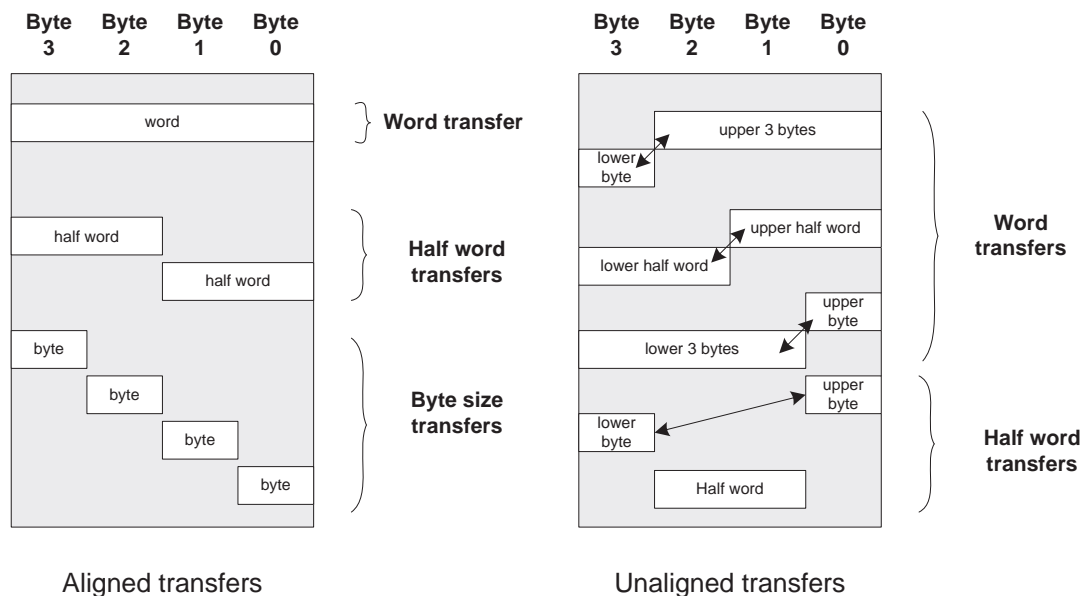 Byte Byte Byte Byte
3 2 1 0
word
Word transfer
half word
half word
Half word
transfers
byte
byte
byte
byte
Byte size
transfers
Aligned transfers
Byte Byte Byte Byte
3 2 1 0
upper 3 bytes
lower
byte
upper half word
lower half word
upper
byte
lower 3 bytes
Word
transfers
upper
byte
lower
byte
Half word
Half word
transfers
Unaligned transfers